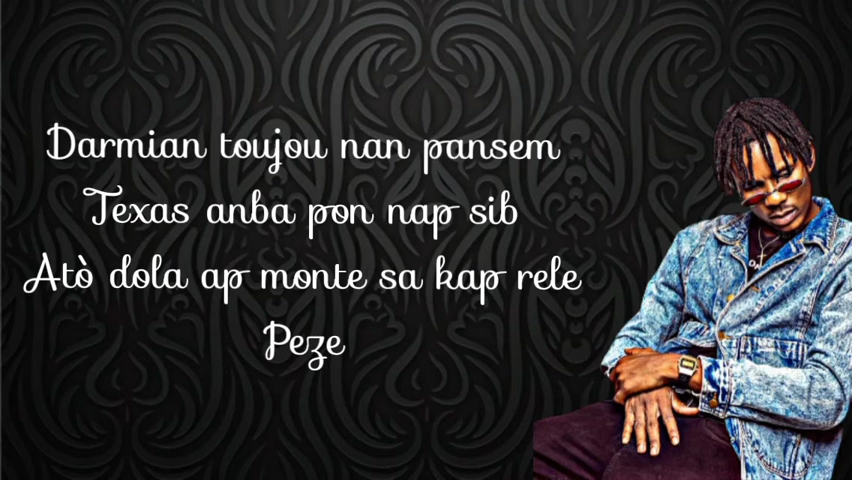 Darmian toujou nan pansem
Texas anba pon nap sib
Atò dola ap monte sa kap rele
Peze